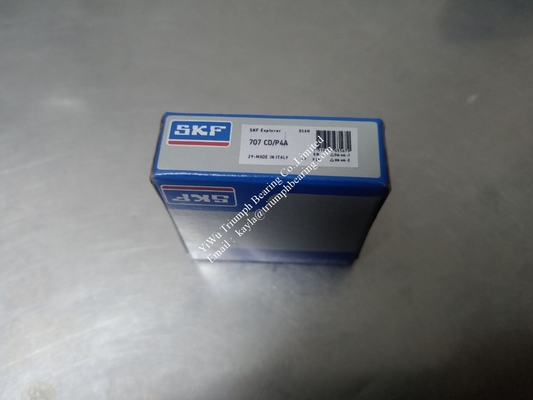 SKF
SKF Explorer
707 CD/P4A
2Y-MADE IN ITALY
SKF
YiWu Triumph Bearing Co.,Limited
Email : kayla@triumphbearing.com